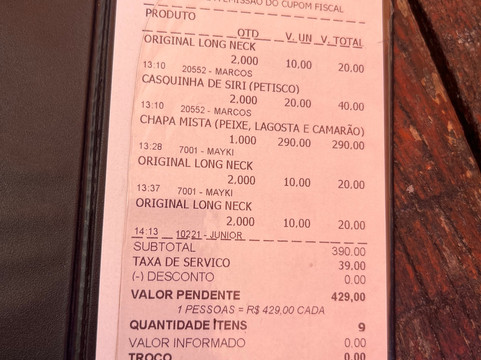 EMISSÃO DO CUPOM FISCAL
PRODUTO QTD V. UN V. TOTAL
ORIGINAL LONG NECK
2.000 10.00 20.00
13:10 20552 - MARCOS
CASQUINHA DE SIRI (PETISCO)
2.000 20.00 40.00
13:10 20552 - MARCOS
CHAPA MISTA (PEIXE, LAGOSTA E CAMARÃO)
1.000 290.00 290.00
13:28 7001 - MAYKI
ORIGINAL LONG NECK
2.000 10.00 20.00
13:37 7001 - MAYKI
ORIGINAL LONG NECK
2.000 10.00 20.00
14:13 10221 - JUNIOR
SUBTOTAL 390.00
TAXA DE SERVICO 39.00
(-) DESCONTO 0.00
VALOR PENDENTE 429,00
1 PESSOAS = R$ 429,00 CADA
QUANTIDADE ITENS 9
VALOR INFORMADO 0.00
TROCO 0.00